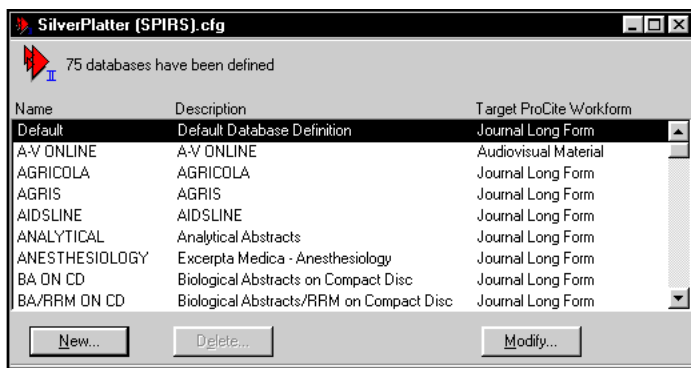 SilverPlatter (SPIRS).cfg
II 75 databases have been defined
Name Description Target ProCite Workform
Default Default Database Definition Journal Long Form
A-V ONLINE A-V ONLINE Audiovisual Material
AGRICOLA AGRICOLA Journal Long Form
AGRIS AGRIS Journal Long Form
AIDSLINE AIDSLINE Journal Long Form
ANALYTICAL Analytical Abstracts Journal Long Form
ANESTHESIOLOGY Excerpta Medica - Anesthesiology Journal Long Form
BA ON CD Biological Abstracts on Compact Disc Journal Long Form
BA/RRM ON CD Biological Abstracts/RRM on Compact Disc Journal Long Form
New... Delete... Modify...